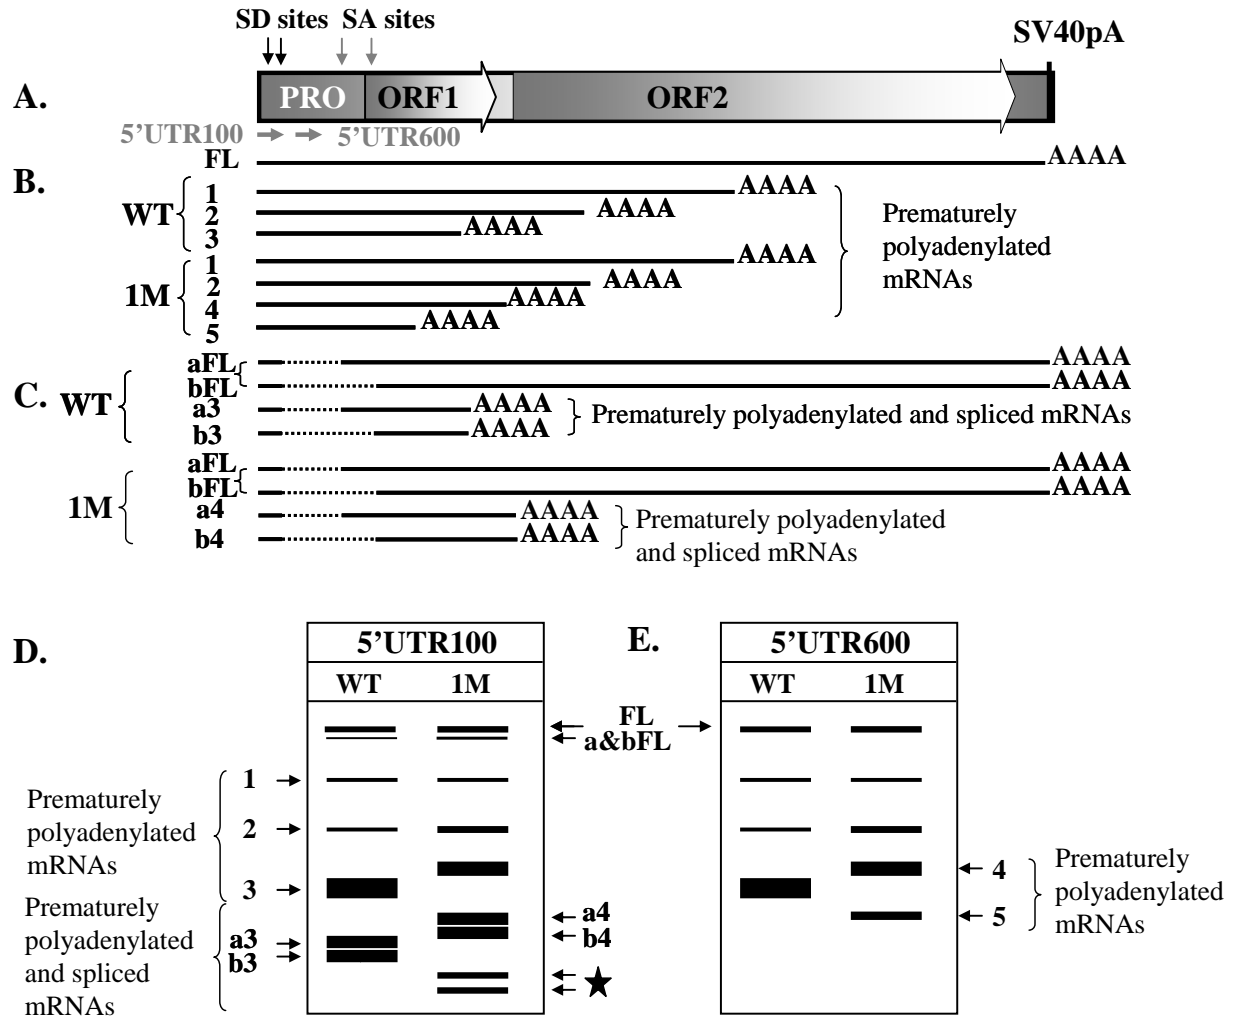 SD sites SA sites
SV40pA
A.
PRO ORF1 ORF2
5’UTR100 5’UTR600
FL AAAA
B.
WT
1 AAAA
2 AAAA
3 AAAA
1M
1 AAAA
2 AAAA
4 AAAA
5 AAAA
Prematurely
polyadenylated
mRNAs
C. WT
aFL AAAA
bFL AAAA
a3 AAAA
b3 AAAA
Prematurely polyadenylated and spliced mRNAs
1M
aFL AAAA
bFL AAAA
a4 AAAA
b4 AAAA
Prematurely polyadenylated
and spliced mRNAs
D.
5’UTR100
WT 1M
FL
a&bFL
1
2
3
Prematurely
polyadenylated
mRNAs
Prematurely
polyadenylated
and spliced
mRNAs
a3
b3
a4
b4
E.
5’UTR600
WT 1M
4
5
Prematurely
polyadenylated
mRNAs